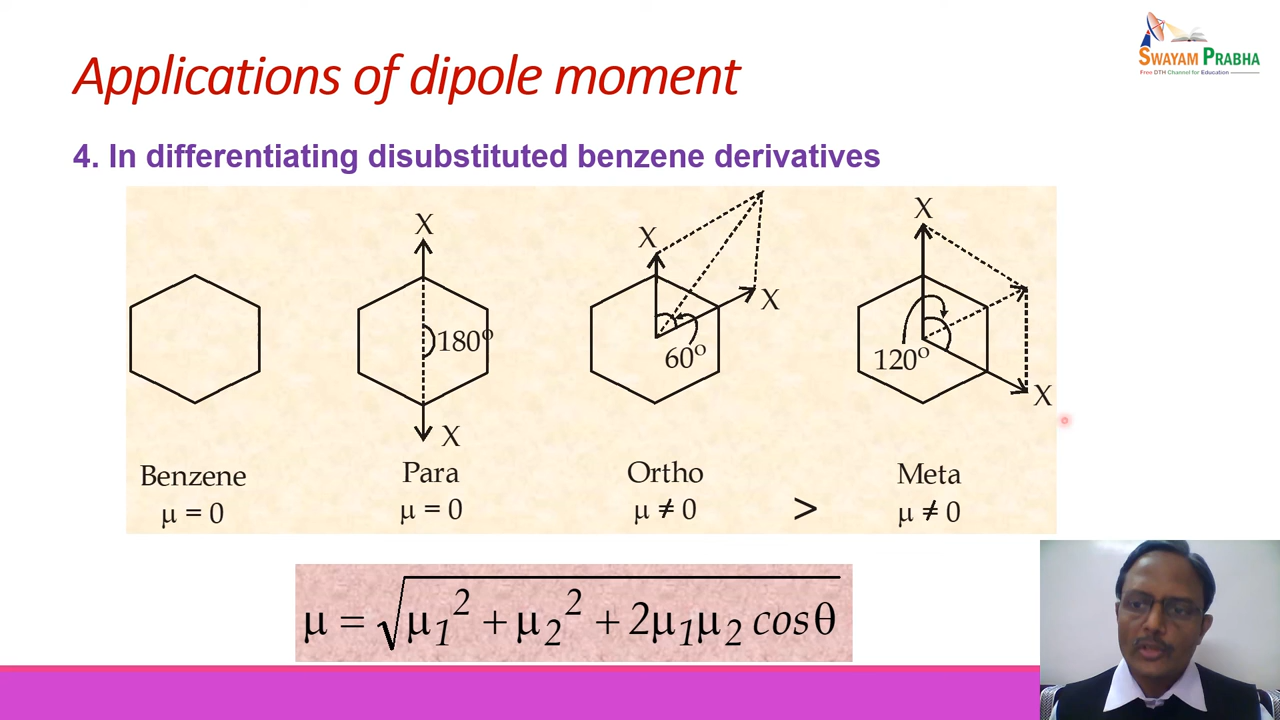 Applications of dipole moment
SWAYAM PRABHA
Free DTH Channel for Education
4. In differentiating disubstituted benzene derivatives
X
X
X
X
X
X
180º
60º
120º
Benzene
μ = 0
Para
μ = 0
Ortho
μ ≠ 0
>
Meta
μ ≠ 0
μ = √μ₁² + μ₂² + 2μ₁μ₂ cosθ